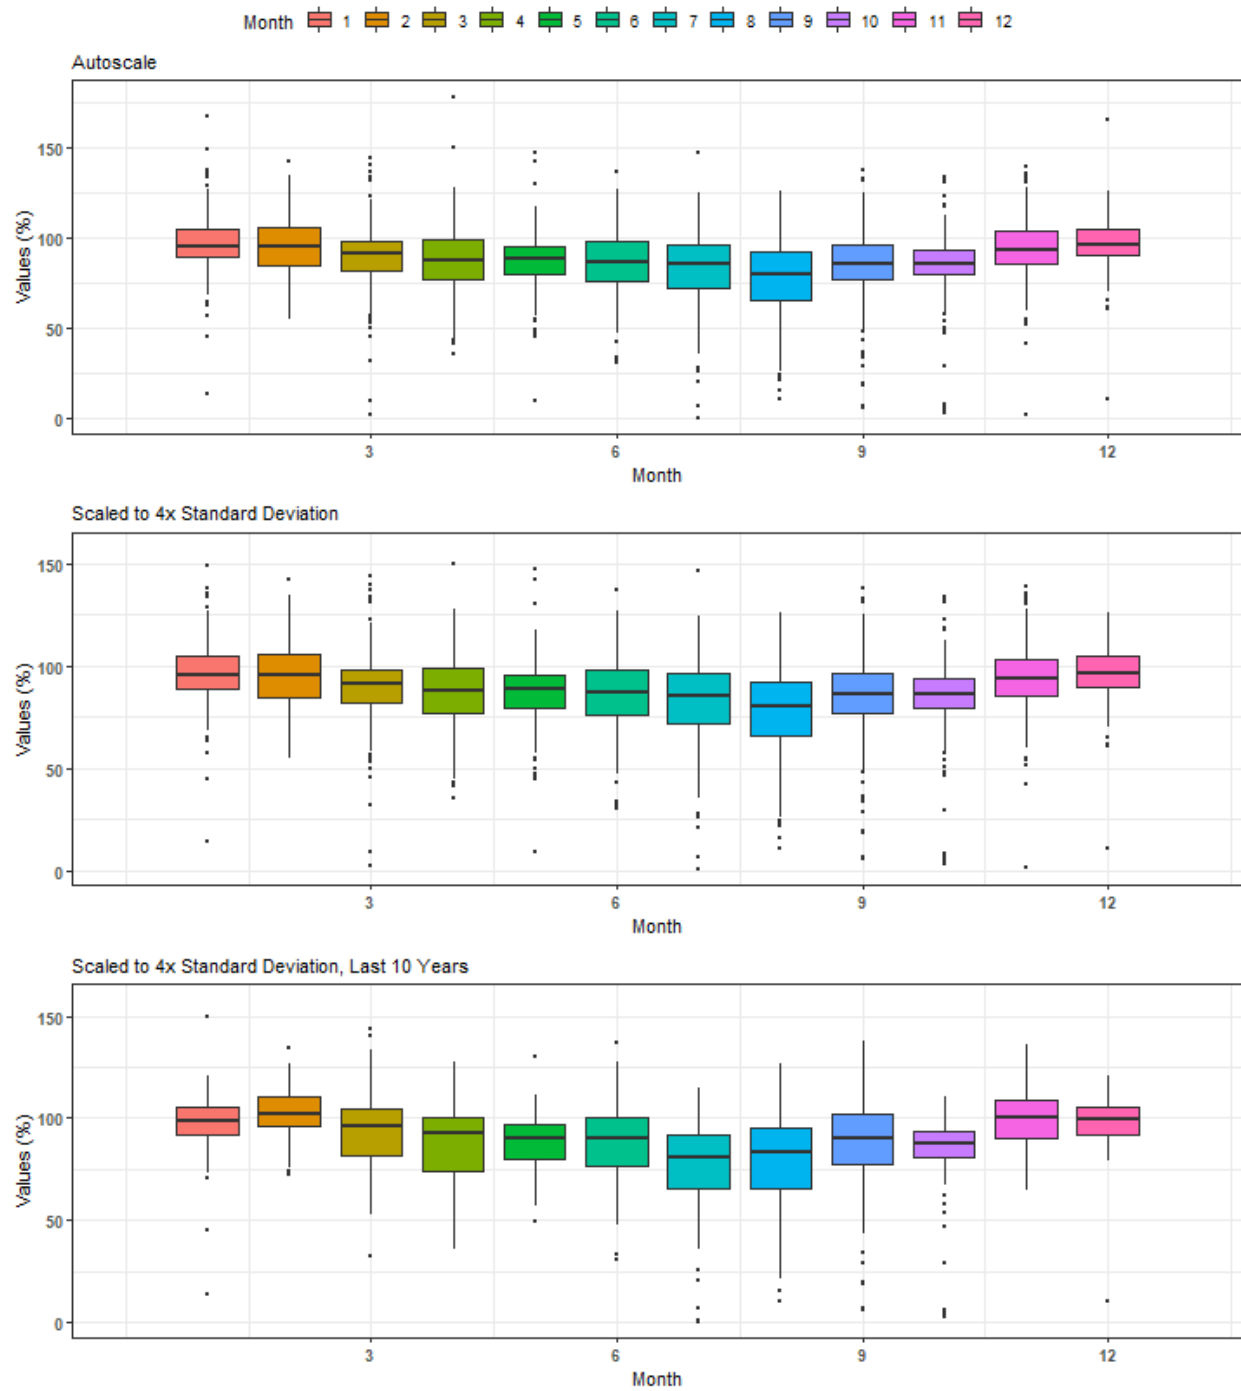 Month 1 2 3 4 5 6 7 8 9 10 11 12
Autoscale
Values (%)
150
100
50
0
3 6 9 12
Month
Scaled to 4x Standard Deviation
Values (%)
150
100
50
0
3 6 9 12
Month
Scaled to 4x Standard Deviation, Last 10 Years
Values (%)
150
100
50
0
3 6 9 12
Month